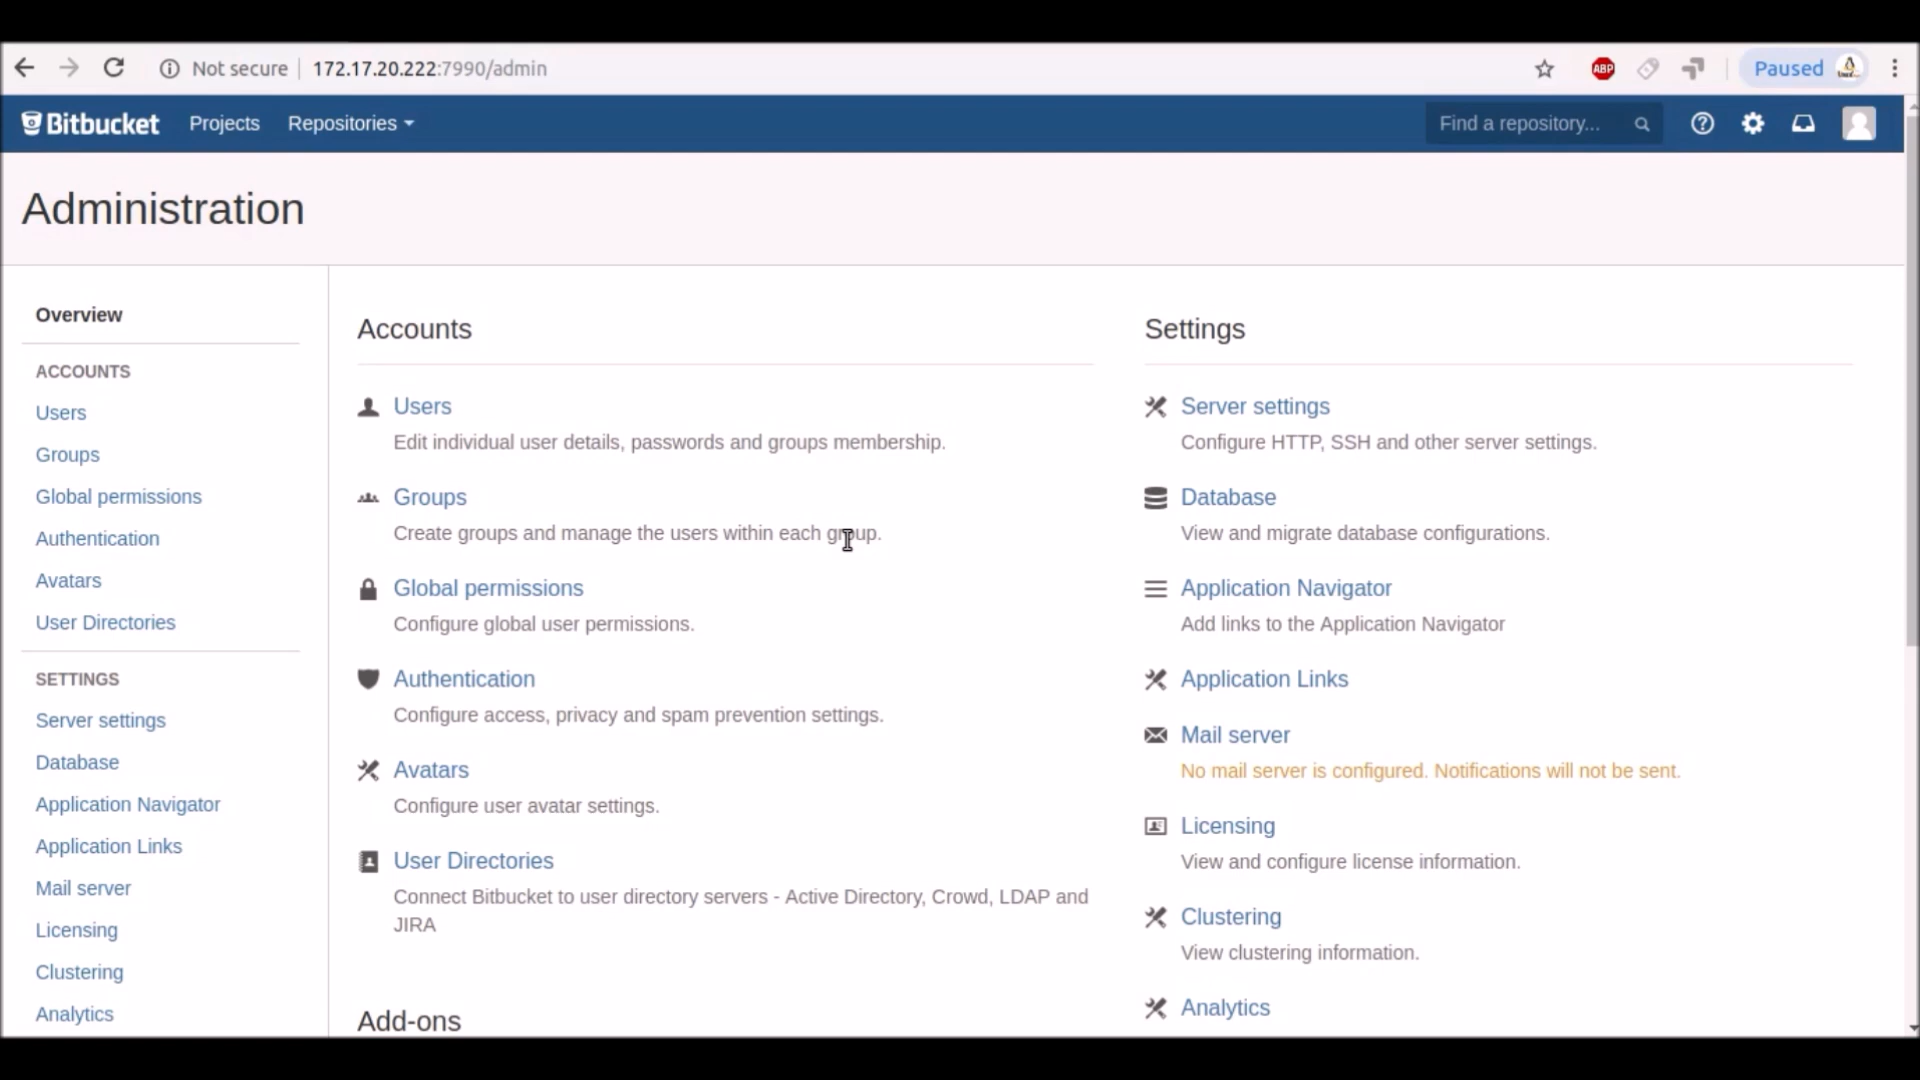 Not secure
172.17.20.222:7990/admin
ABP
Paused
Bitbucket
Projects
Repositories
Find a repository...
Administration
Overview
ACCOUNTS
Users
Groups
Global permissions
Authentication
Avatars
User Directories
SETTINGS
Server settings
Database
Application Navigator
Application Links
Mail server
Licensing
Clustering
Analytics
Accounts
Users
Edit individual user details, passwords and groups membership.
Groups
Create groups and manage the users within each group.
Global permissions
Configure global user permissions.
Authentication
Configure access, privacy and spam prevention settings.
Avatars
Configure user avatar settings.
User Directories
Connect Bitbucket to user directory servers - Active Directory, Crowd, LDAP and
JIRA
Add-ons
Settings
Server settings
Configure HTTP, SSH and other server settings.
Database
View and migrate database configurations.
Application Navigator
Add links to the Application Navigator
Application Links
Mail server
No mail server is configured. Notifications will not be sent.
Licensing
View and configure license information.
Clustering
View clustering information.
Analytics